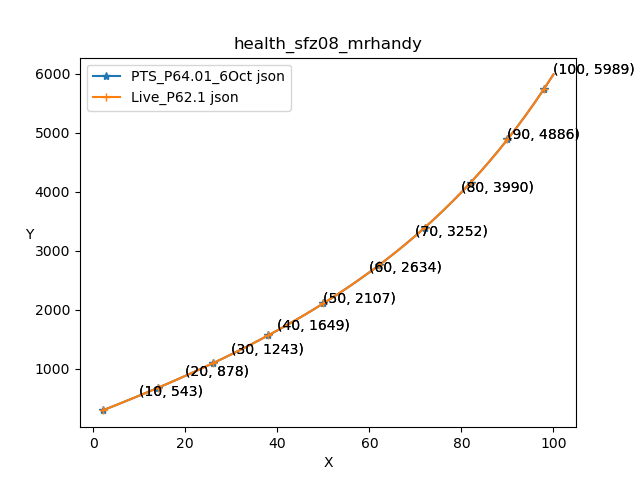 health_sfz08_mrhandy
PTS_P64.01_6Oct json
Live_P62.1 json
(100, 5989)
(90, 4886)
(80, 3990)
(70, 3252)
(60, 2634)
(50, 2107)
(40, 1649)
(30, 1243)
(20, 878)
(10, 543)
Y
6000
5000
4000
3000
2000
1000
0 20 40 60 80 100
X